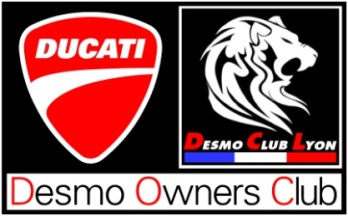 DUCATI
DESMO CLUB LYON
Desmo Owners Club